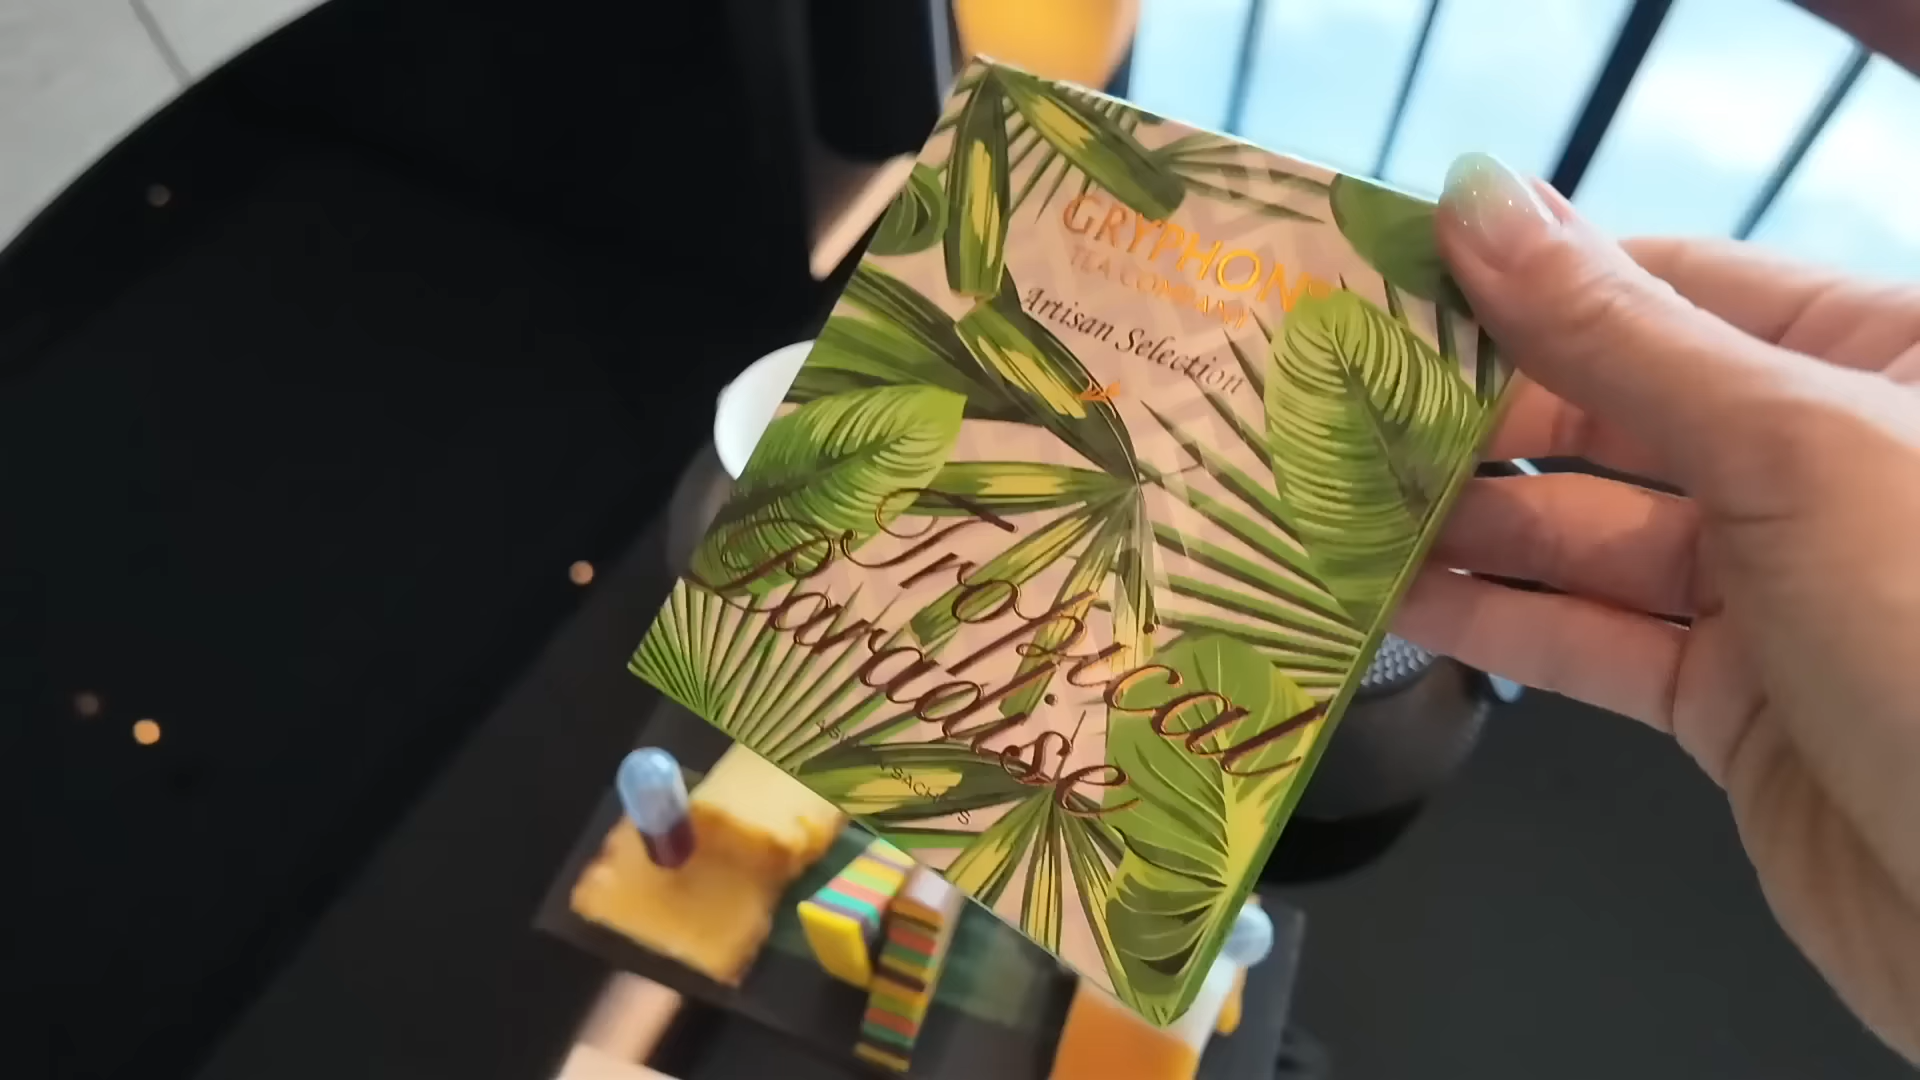 GRYPHON
TEA COMPANY
Artisan Selection
Tropical
Paradise